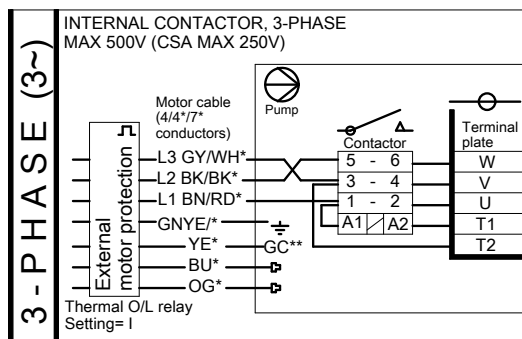 INTERNAL CONTACTOR, 3-PHASE
MAX 500V (CSA MAX 250V)
3-PHASE (3~)
Pump
Motor cable
(4/4*/7*
conductors)
Contactor
Terminal
plate
External
motor protection
L3 GY/WH*
L2 BK/BK*
L1 BN/RD*
GNYE/*
YE*
BU*
OG*
GC**
5 - 6
3 - 4
1 - 2
A1 A2
W
V
U
T1
T2
Thermal O/L relay
Setting= I